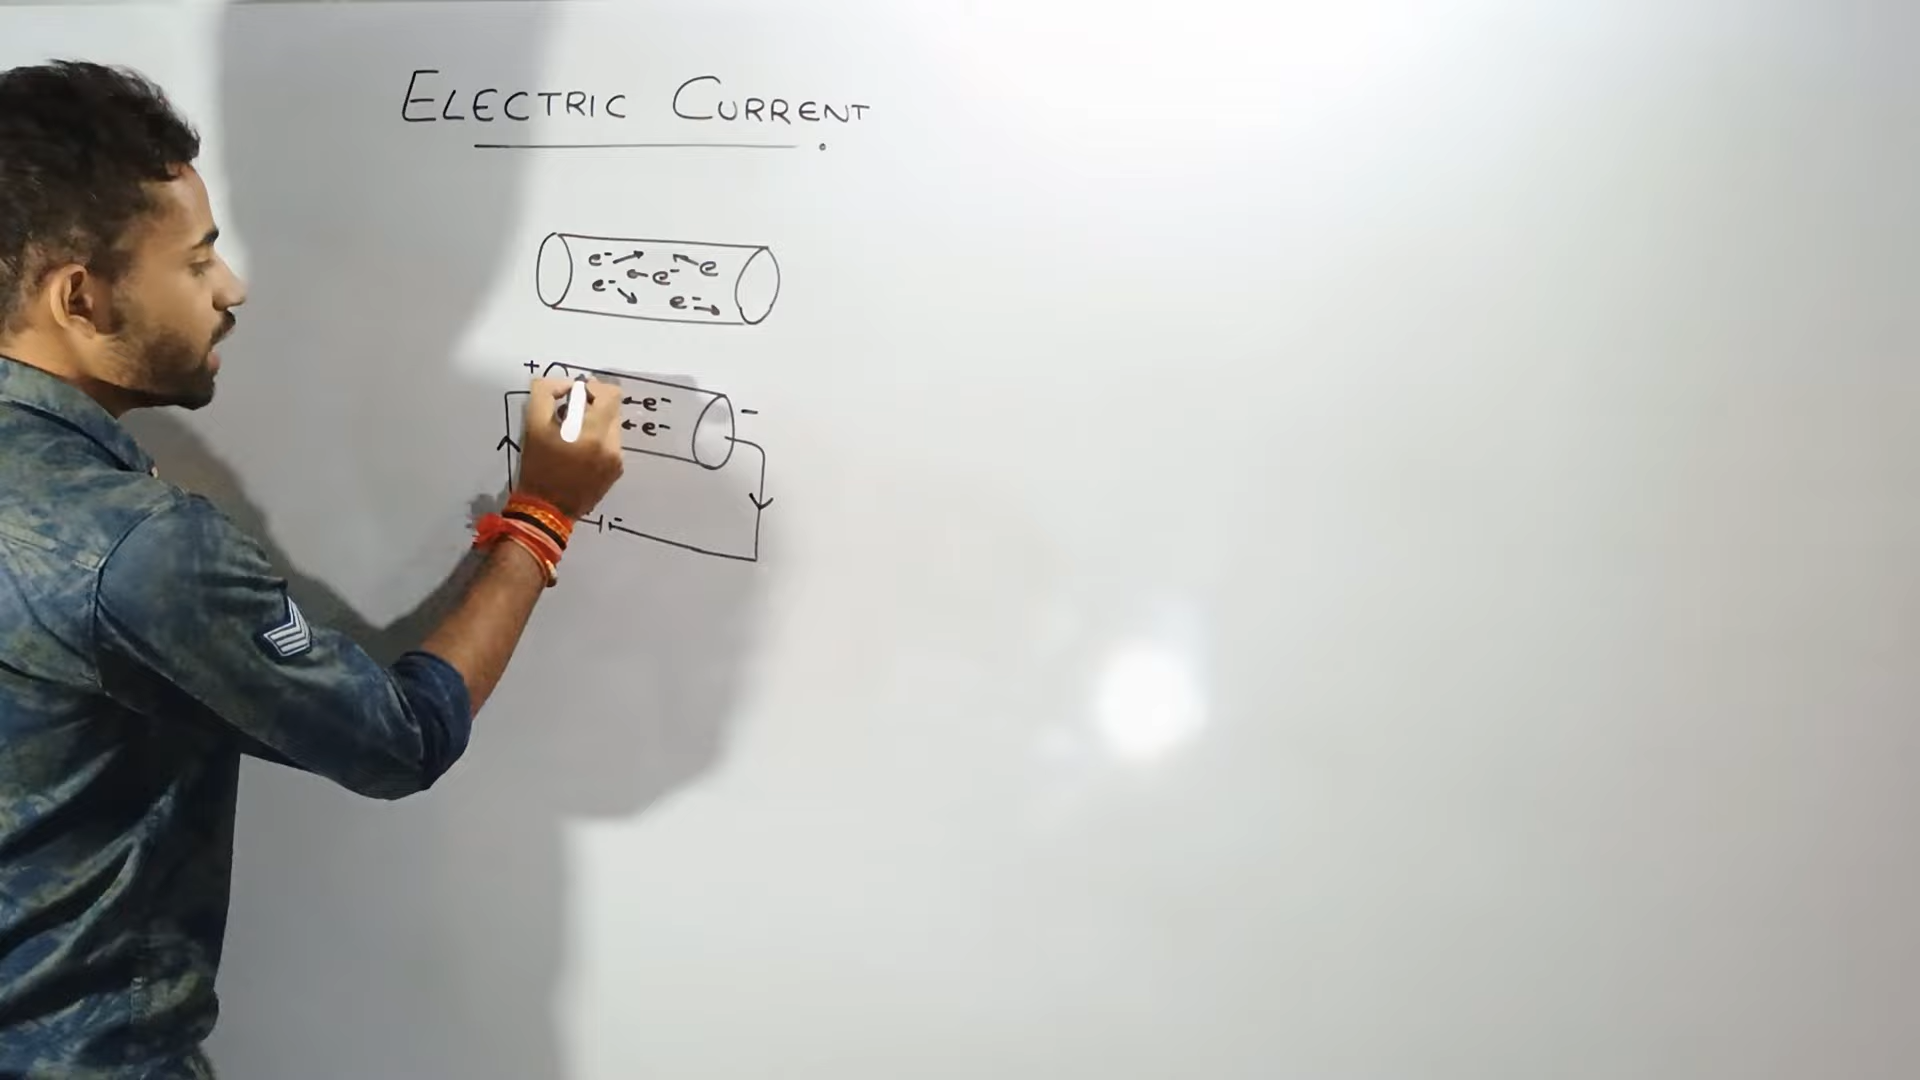 ELECTRIC CURRENT
e- e
e-
e- e-
+
e- -
e-
-